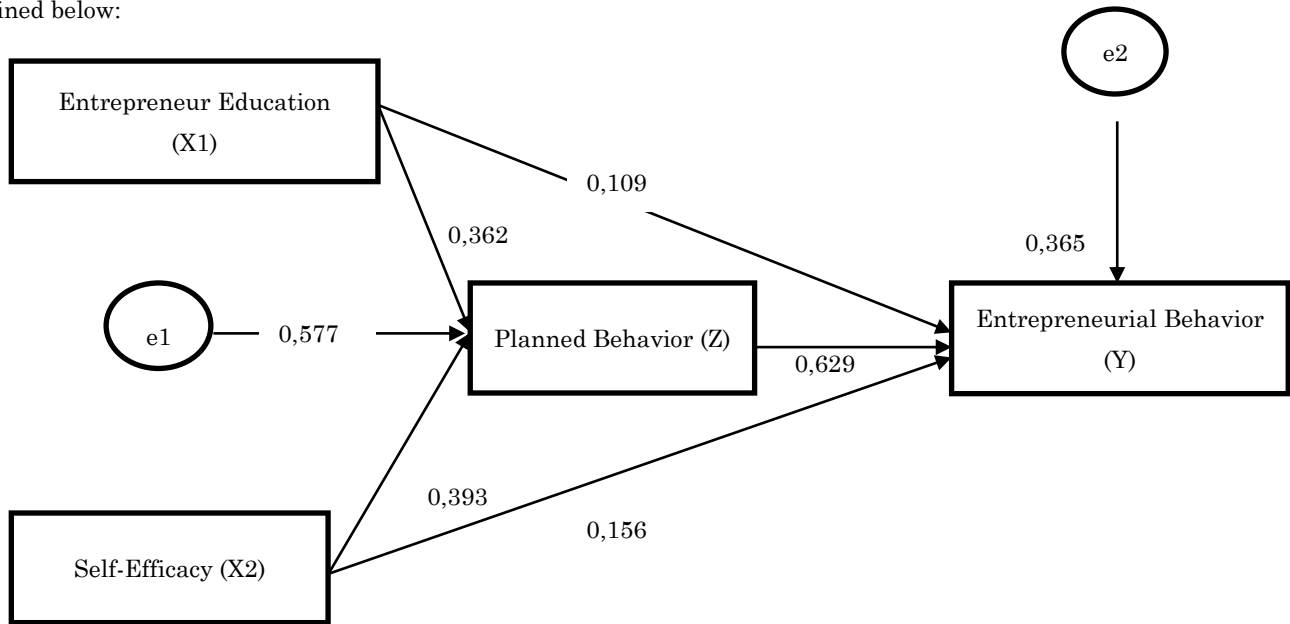 ined below:
e2
Entrepreneur Education
(X1)
0,109
0,362
0,365
e1
0,577
Planned Behavior (Z)
0,629
Entrepreneurial Behavior
(Y)
0,393
0,156
Self-Efficacy (X2)